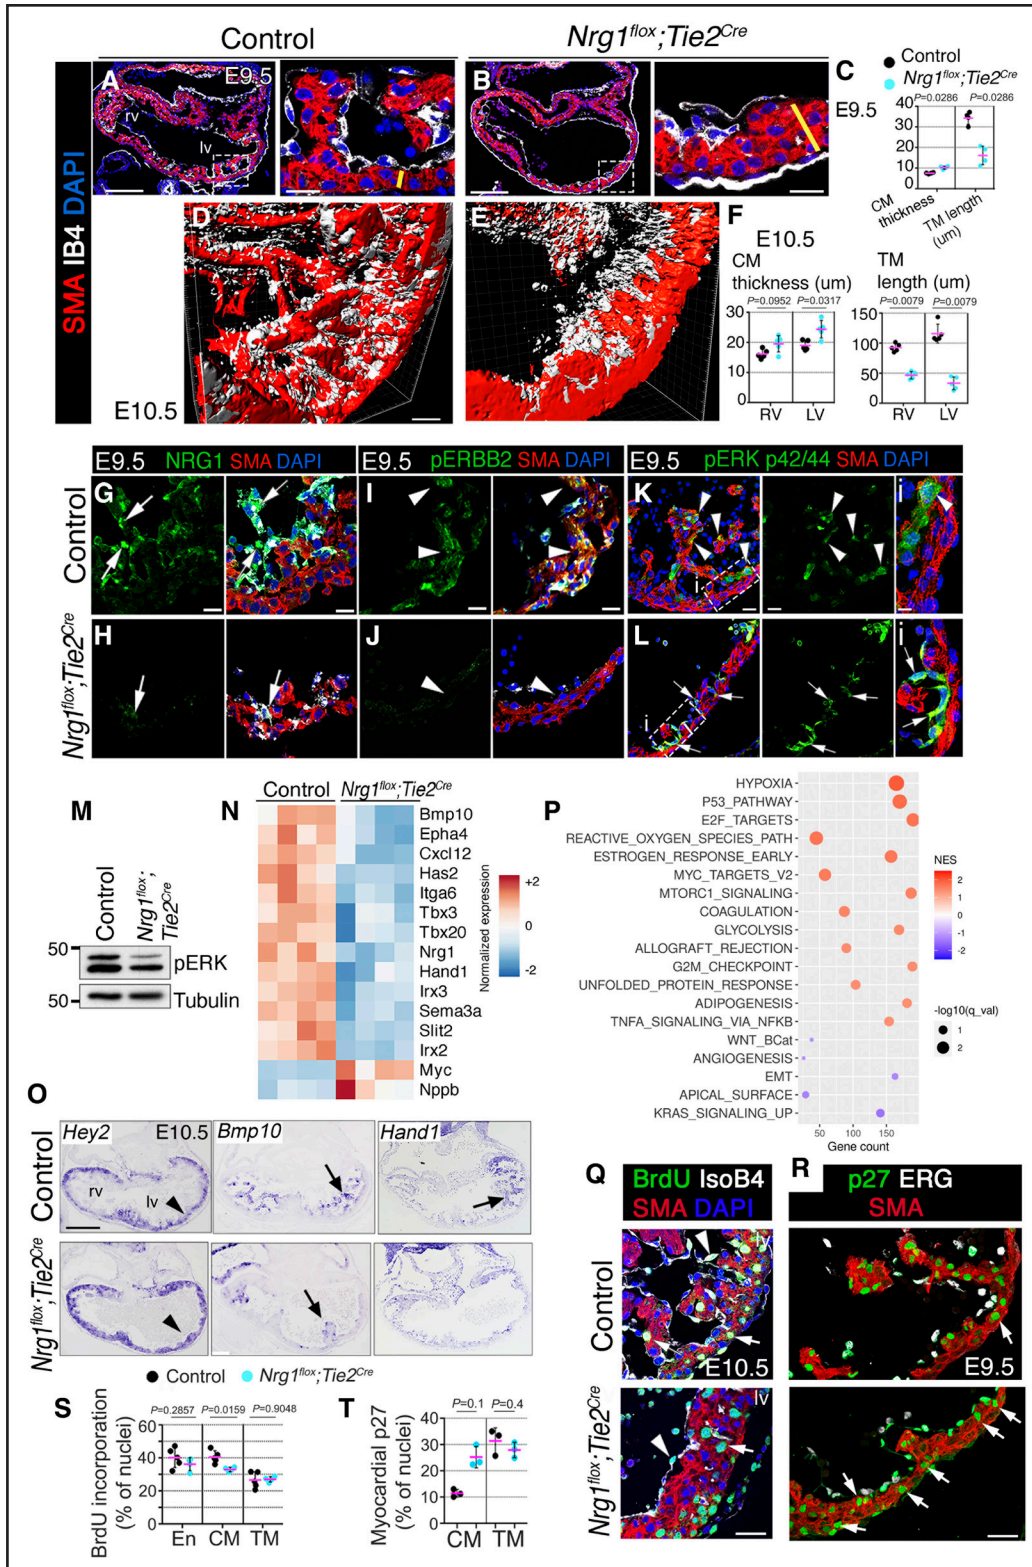 Control
Nrg1flox;Tie2Cre
SMA IB4 DAPI
A
E9.5
rv
lv
B
C
Control
Nrg1flox;Tie2Cre
E9.5
P=0.0286
P=0.0286
40
30
20
10
0
CM thickness
TM length (um)
D
E10.5
E
F
E10.5
CM thickness (um)
P=0.0952
P=0.0317
30
20
10
0
RV
LV
TM length (um)
P=0.0079
P=0.0079
150
100
50
0
RV
LV
E9.5 NRG1 SMA DAPI
E9.5 pERBB2 SMA DAPI
E9.5 pERK p42/44 SMA DAPI
Control
G
I
K
i
i
Nrg1flox;Tie2Cre
H
J
L
i
i
M
Control
Nrg1flox;Tie2Cre
50
pERK
50
Tubulin
N
Control
Nrg1flox;Tie2Cre
Bmp10
Epha4
Cxcl12
Has2
Itga6
Tbx3
Tbx20
Nrg1
Hand1
Irx3
Sema3a
Slit2
Irx2
Myc
Nppb
+2
-2
Normalized expression
P
HYPOXIA
P53_PATHWAY
E2F_TARGETS
REACTIVE_OXYGEN_SPECIES_PATH
ESTROGEN_RESPONSE_EARLY
MYC_TARGETS_V2
MTORC1_SIGNALING
COAGULATION
GLYCOLYSIS
ALLOGRAFT_REJECTION
G2M_CHECKPOINT
UNFOLDED_PROTEIN_RESPONSE
ADIPOGENESIS
TNFA_SIGNALING_VIA_NFKB
WNT_BCat
ANGIOGENESIS
EMT
APICAL_SURFACE
KRAS_SIGNALING_UP
50
100
150
Gene count
NES
2
1
0
-1
-2
-log10(q_val)
1
2
O
Control
Hey2
E10.5
rv
lv
Bmp10
Hand1
Nrg1flox;Tie2Cre
Q
BrdU IsoB4
SMA DAPI
Control
lv
E10.5
Nrg1flox;Tie2Cre
lv
R
p27 ERG
SMA
E9.5
Control
Nrg1flox;Tie2Cre
S
P=0.2857
P=0.0159
P=0.9048
BrdU incorporation (% of nuclei)
60
40
20
0
En
CM
TM
T
P=0.1
P=0.4
Myocardial p27 (% of nuclei)
40
30
20
10
0
CM
TM